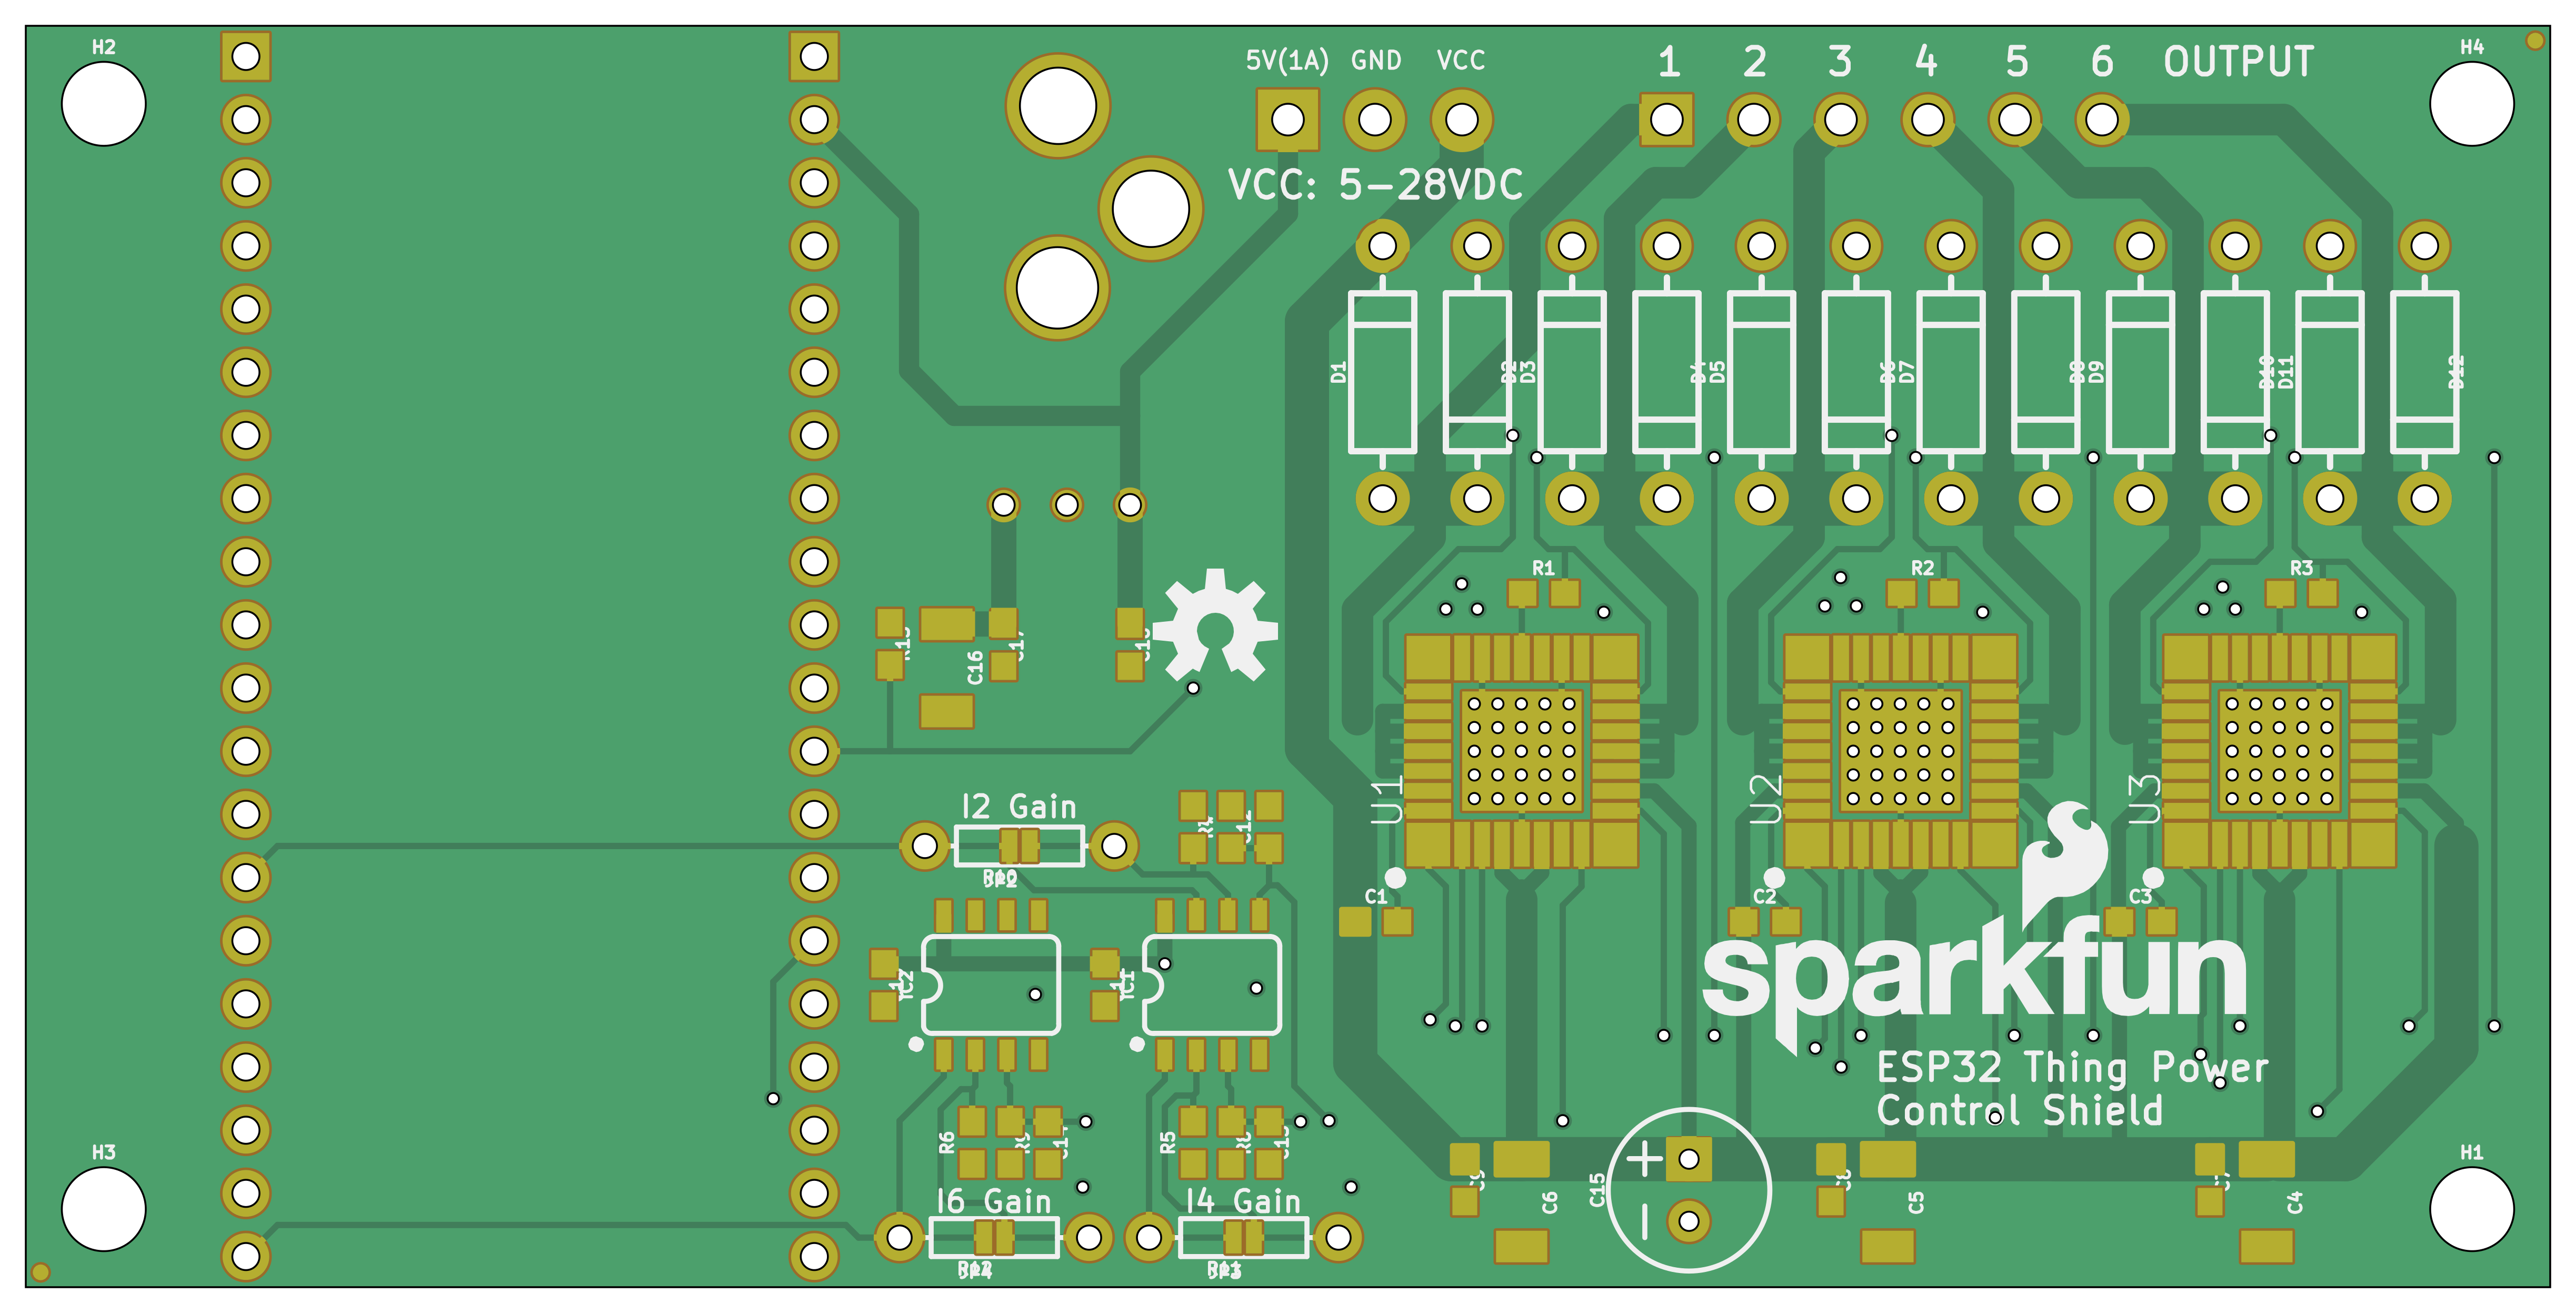 H2
H4
5V(1A) GND VCC
1 2 3 4 5 6 OUTPUT
VCC: 5-28VDC
D1 D2 D3 D4 D5 D6 D7 D8 D9 D10 D11 D12
R1 R2 R3
C16
U1 U2 U3
I2 Gain
C1 C2 C3
sparkfun
ESP32 Thing Power
Control Shield
H3
H1
R6 R5
C15
+
-
C6 C5 C4
I6 Gain
I4 Gain